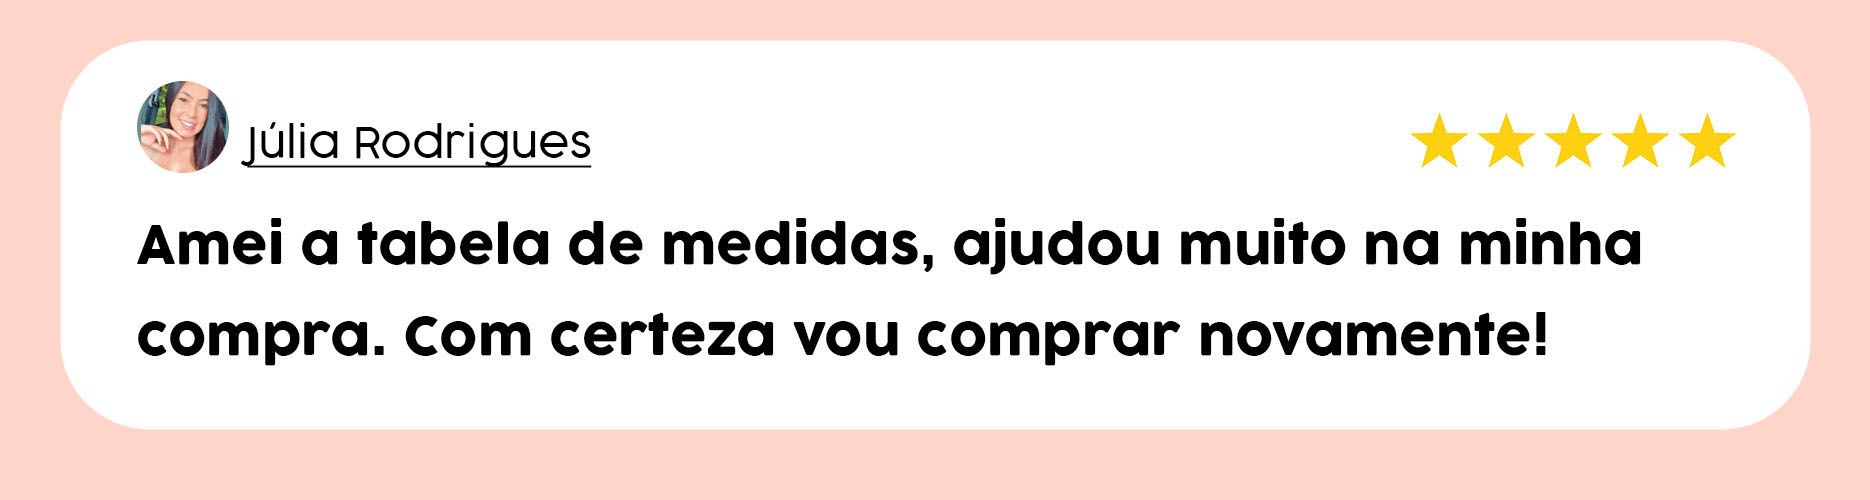 Júlia Rodrigues
Amei a tabela de medidas, ajudou muito na minha
compra. Com certeza vou comprar novamente!